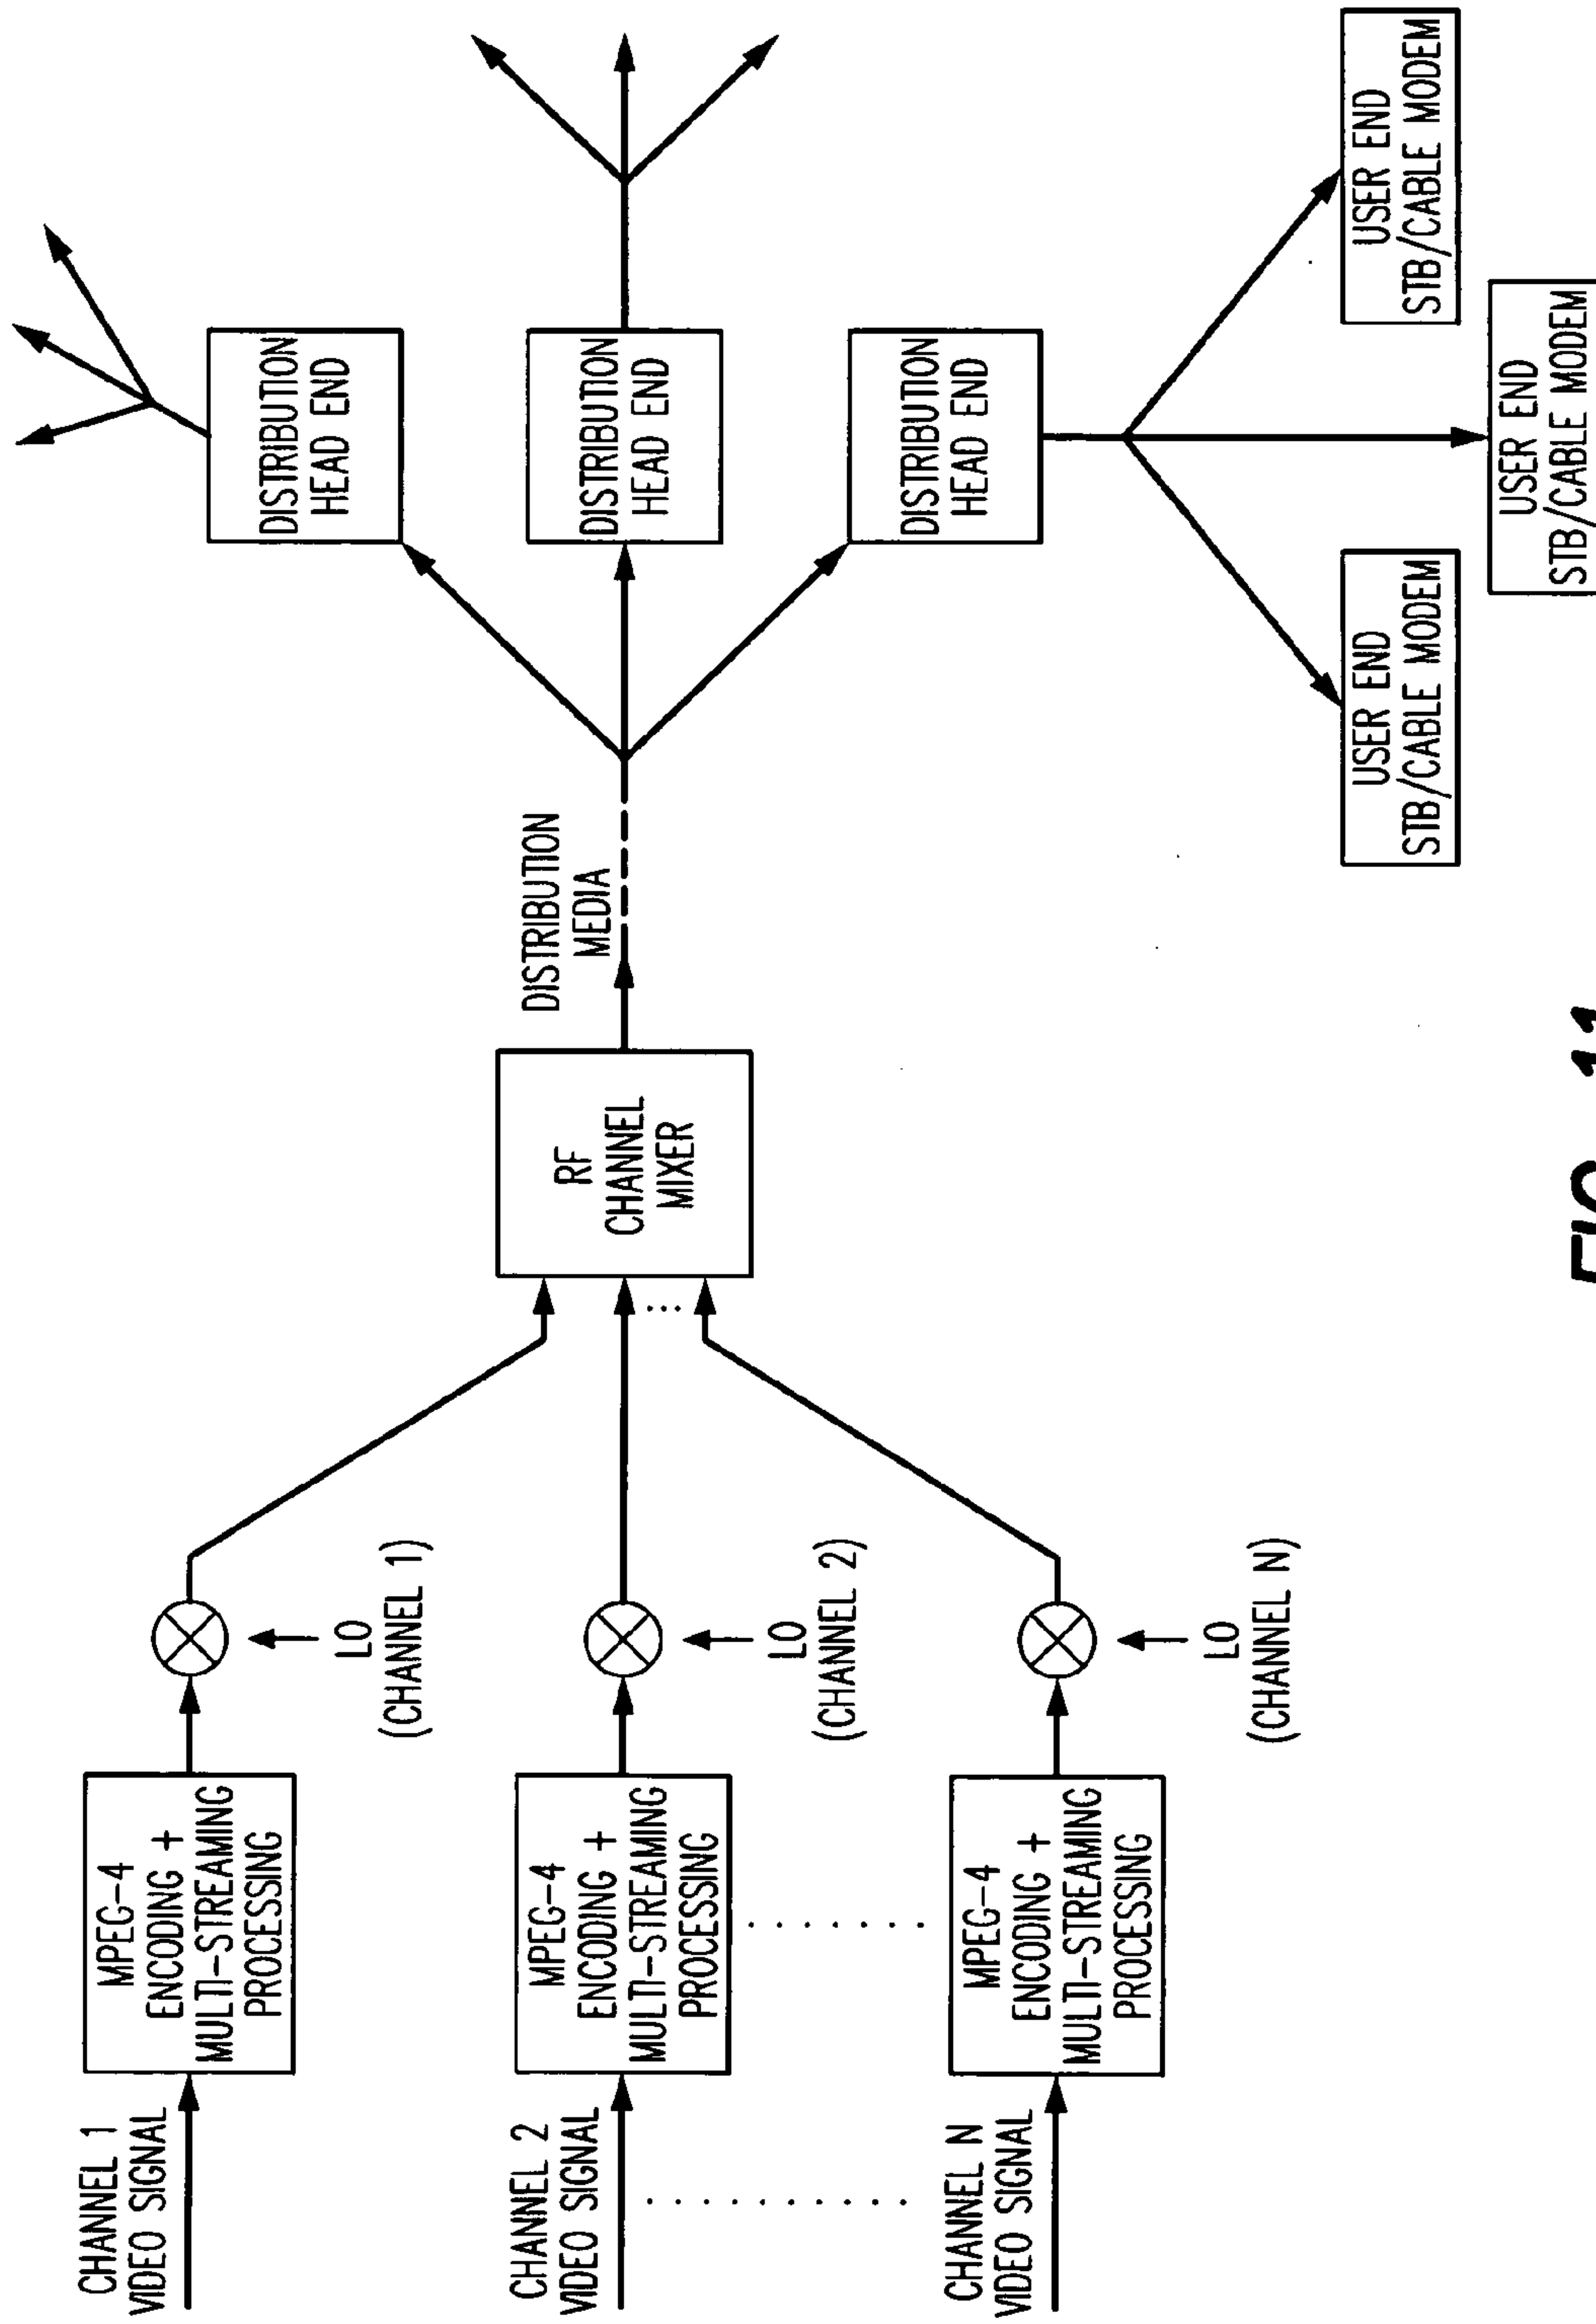 CHANNEL 1
VIDEO SIGNAL
MPEG-4
ENCODING +
MULTI-STREAMING
PROCESSING
LO
(CHANNEL 1)
CHANNEL 2
VIDEO SIGNAL
MPEG-4
ENCODING +
MULTI-STREAMING
PROCESSING
LO
(CHANNEL 2)
CHANNEL N
VIDEO SIGNAL
MPEG-4
ENCODING +
MULTI-STREAMING
PROCESSING
LO
(CHANNEL N)
RF
CHANNEL
MIXER
DISTRIBUTION
MEDIA
DISTRIBUTION
HEAD END
DISTRIBUTION
HEAD END
DISTRIBUTION
HEAD END
USER END
STB/CABLE MODEM
USER END
STB/CABLE MODEM
USER END
STB/CABLE MODEM